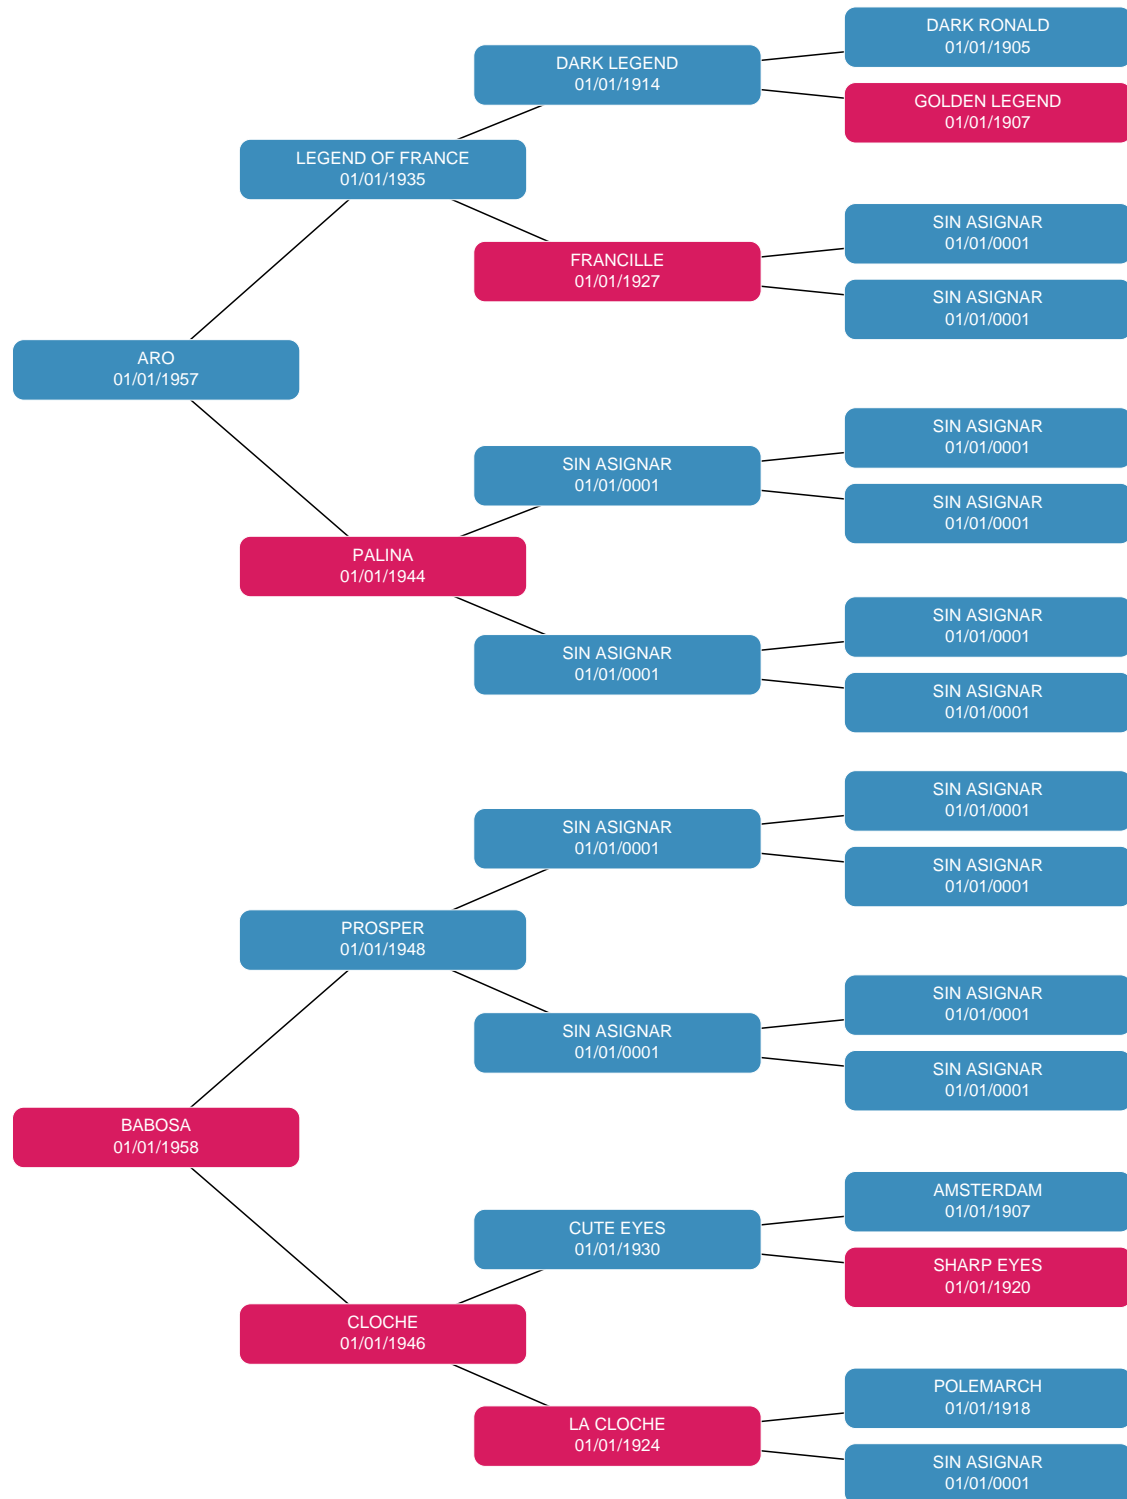 DARK RONALD
01/01/1905
DARK LEGEND
01/01/1914
GOLDEN LEGEND
01/01/1907
LEGEND OF FRANCE
01/01/1935
SIN ASIGNAR
01/01/0001
FRANCILLE
01/01/1927
SIN ASIGNAR
01/01/0001
ARO
01/01/1957
SIN ASIGNAR
01/01/0001
SIN ASIGNAR
01/01/0001
SIN ASIGNAR
01/01/0001
PALINA
01/01/1944
SIN ASIGNAR
01/01/0001
SIN ASIGNAR
01/01/0001
SIN ASIGNAR
01/01/0001
SIN ASIGNAR
01/01/0001
SIN ASIGNAR
01/01/0001
SIN ASIGNAR
01/01/0001
PROSPER
01/01/1948
SIN ASIGNAR
01/01/0001
SIN ASIGNAR
01/01/0001
SIN ASIGNAR
01/01/0001
BABOSA
01/01/1958
AMSTERDAM
01/01/1907
CUTE EYES
01/01/1930
SHARP EYES
01/01/1920
CLOCHE
01/01/1946
POLEMARCH
01/01/1918
LA CLOCHE
01/01/1924
SIN ASIGNAR
01/01/0001